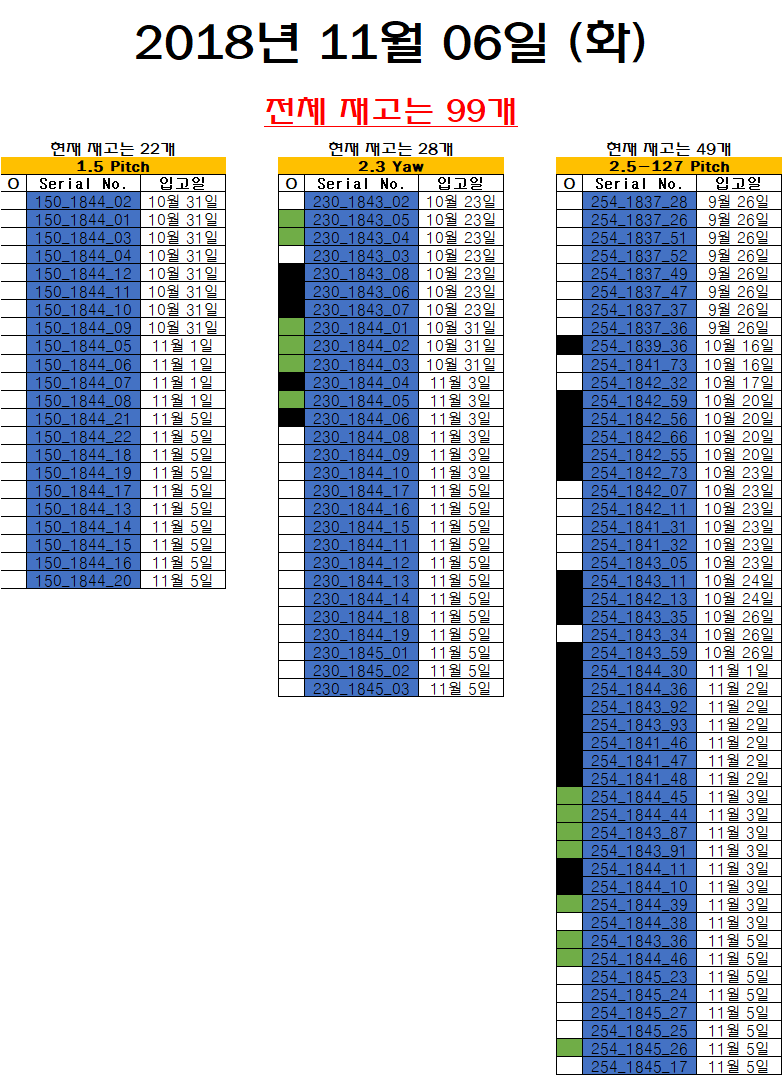 2018년 11월 06일 (화)
전체 재고는 99개
현재 재고는 22개
1.5 Pitch
O Serial No. 입고일
150_1844_02 10월 31일
150_1844_01 10월 31일
150_1844_03 10월 31일
150_1844_04 10월 31일
150_1844_12 10월 31일
150_1844_11 10월 31일
150_1844_10 10월 31일
150_1844_09 10월 31일
150_1844_05 11월 1일
150_1844_06 11월 1일
150_1844_07 11월 1일
150_1844_08 11월 1일
150_1844_21 11월 5일
150_1844_22 11월 5일
150_1844_18 11월 5일
150_1844_19 11월 5일
150_1844_17 11월 5일
150_1844_13 11월 5일
150_1844_14 11월 5일
150_1844_15 11월 5일
150_1844_16 11월 5일
150_1844_20 11월 5일
현재 재고는 28개
2.3 Yaw
O Serial No. 입고일
230_1843_02 10월 23일
230_1843_05 10월 23일
230_1843_04 10월 23일
230_1843_03 10월 23일
230_1843_08 10월 23일
230_1843_06 10월 23일
230_1843_07 10월 23일
230_1844_01 10월 31일
230_1844_02 10월 31일
230_1844_03 10월 31일
230_1844_04 11월 3일
230_1844_05 11월 3일
230_1844_06 11월 3일
230_1844_08 11월 3일
230_1844_09 11월 3일
230_1844_10 11월 3일
230_1844_17 11월 5일
230_1844_16 11월 5일
230_1844_15 11월 5일
230_1844_11 11월 5일
230_1844_12 11월 5일
230_1844_13 11월 5일
230_1844_14 11월 5일
230_1844_18 11월 5일
230_1844_19 11월 5일
230_1845_01 11월 5일
230_1845_02 11월 5일
230_1845_03 11월 5일
현재 재고는 49개
2.5-127 Pitch
O Serial No. 입고일
254_1837_28 9월 26일
254_1837_26 9월 26일
254_1837_51 9월 26일
254_1837_52 9월 26일
254_1837_49 9월 26일
254_1837_47 9월 26일
254_1837_37 9월 26일
254_1837_36 9월 26일
254_1839_36 10월 16일
254_1841_73 10월 16일
254_1842_32 10월 17일
254_1842_59 10월 20일
254_1842_56 10월 20일
254_1842_66 10월 20일
254_1842_55 10월 20일
254_1842_73 10월 23일
254_1842_07 10월 23일
254_1842_11 10월 23일
254_1841_31 10월 23일
254_1841_32 10월 23일
254_1843_05 10월 23일
254_1843_11 10월 24일
254_1842_13 10월 24일
254_1843_35 10월 26일
254_1843_34 10월 26일
254_1843_59 10월 26일
254_1844_30 11월 1일
254_1844_36 11월 2일
254_1843_92 11월 2일
254_1843_93 11월 2일
254_1841_46 11월 2일
254_1841_47 11월 2일
254_1841_48 11월 2일
254_1844_45 11월 3일
254_1844_44 11월 3일
254_1843_87 11월 3일
254_1843_91 11월 3일
254_1844_11 11월 3일
254_1844_10 11월 3일
254_1844_39 11월 3일
254_1844_38 11월 3일
254_1843_36 11월 5일
254_1844_46 11월 5일
254_1845_23 11월 5일
254_1845_24 11월 5일
254_1845_27 11월 5일
254_1845_25 11월 5일
254_1845_26 11월 5일
254_1845_17 11월 5일